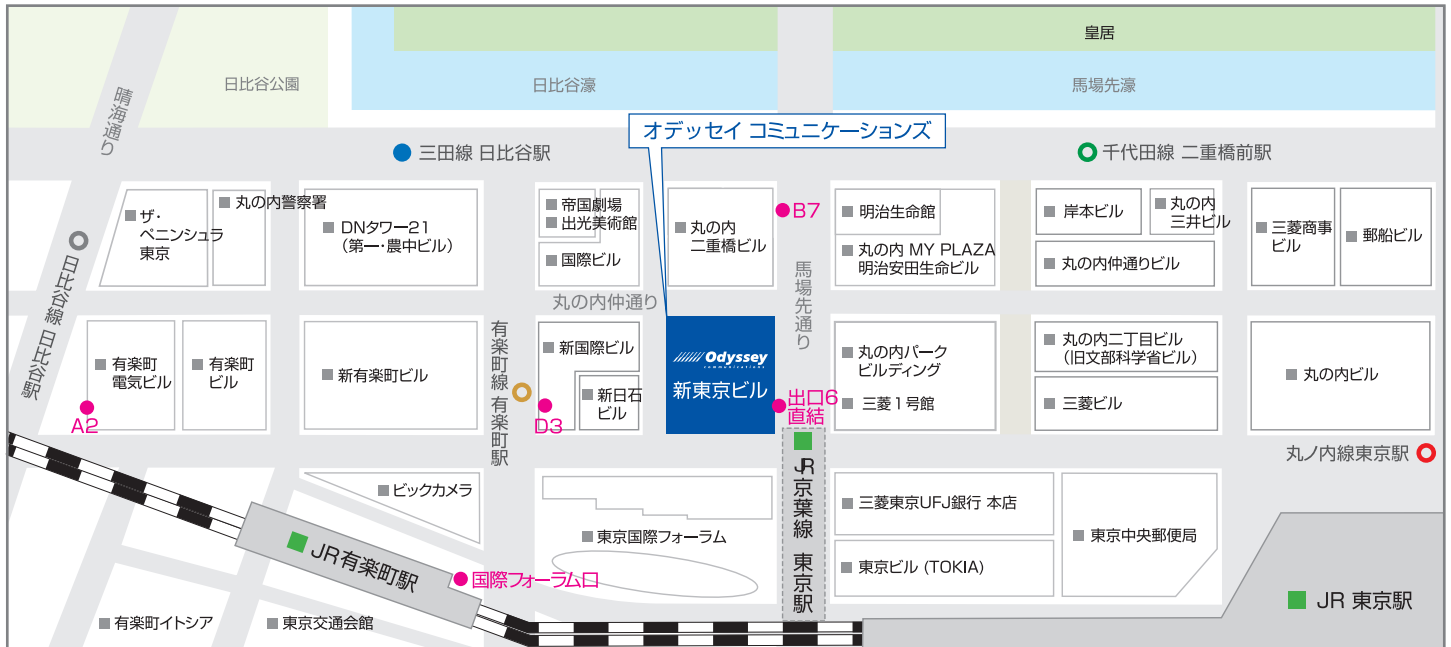 皇居
日比谷公園
日比谷濠
馬場先濠
晴海通り
オデッセイ コミュニケーションズ
三田線 日比谷駅
千代田線 二重橋前駅
ザ・
ペニンシュラ
東京
丸の内警察署
DNタワー21
(第一・農中ビル)
帝国劇場
出光美術館
国際ビル
丸の内
二重橋ビル
B7
明治生命館
丸の内 MY PLAZA
明治安田生命ビル
岸本ビル
丸の内
三井ビル
丸の内仲通りビル
三菱商事
ビル
郵船ビル
日比谷線 日比谷駅
丸の内仲通り
馬場先通り
有楽町
電気ビル
有楽町
ビル
新有楽町ビル
有楽町線 有楽町駅
新国際ビル
新日石
ビル
Odyssey
communications
新東京ビル
丸の内パーク
ビルディング
三菱1号館
丸の内二丁目ビル
(旧文部科学省ビル)
三菱ビル
丸の内ビル
A2
D3
出口6
直結
丸ノ内線東京駅
JR京葉線 東京駅
ビックカメラ
東京国際フォーラム
三菱東京UFJ銀行 本店
東京ビル (TOKIA)
東京中央郵便局
JR有楽町駅
国際フォーラム口
JR 東京駅
有楽町イトシア
東京交通会館